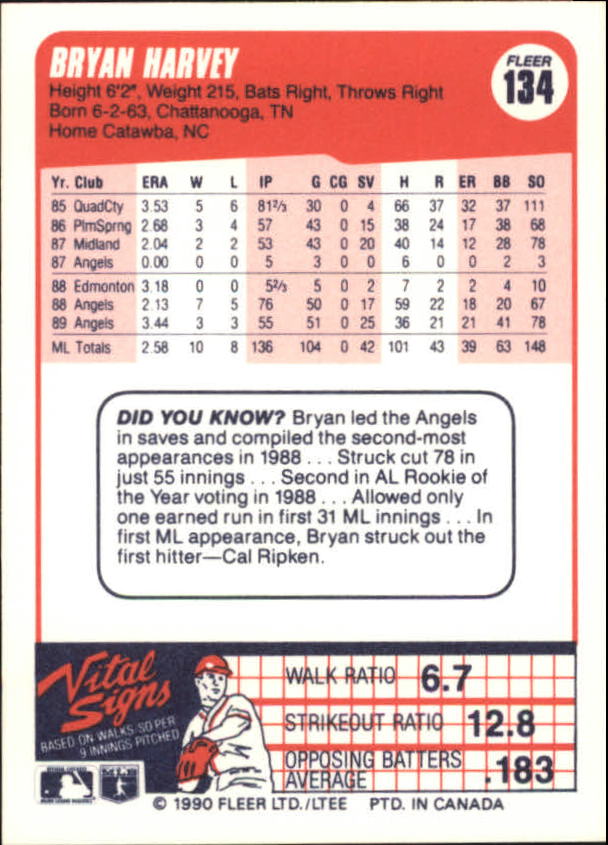 BRYAN HARVEY
FLEER
134
Height 6'2", Weight 215, Bats Right, Throws Right
Born 6-2-63, Chattanooga, TN
Home Catawba, NC
Yr. Club ERA W L IP G CG SV H R ER BB SO
85 QuadCty 3.53 5 6 81 2/3 30 0 4 66 37 32 37 111
86 PlmSprng 2.68 3 4 57 43 0 15 38 24 17 38 68
87 Midland 2.04 2 2 53 43 0 20 40 14 12 28 78
87 Angels 0.00 0 0 5 3 0 0 6 0 0 2 3
88 Edmonton 3.18 0 0 5 2/3 5 0 2 7 2 2 4 10
88 Angels 2.13 7 5 76 50 0 17 59 22 18 20 67
89 Angels 3.44 3 3 55 51 0 25 36 21 21 41 78
ML Totals 2.58 10 8 136 104 0 42 101 43 39 63 148
DID YOU KNOW? Bryan led the Angels
in saves and compiled the second-most
appearances in 1988 . . . Struck cut 78 in
just 55 innings . . . Second in AL Rookie of
the Year voting in 1988 . . . Allowed only
one earned run in first 31 ML innings . . . In
first ML appearance, Bryan struck out the
first hitter—Cal Ripken.
Vital
Signs
BASED ON WALKS/SO PER
9 INNINGS PITCHED
WALK RATIO 6.7
STRIKEOUT RATIO 12.8
OPPOSING BATTERS
AVERAGE .183
© 1990 FLEER LTD./LTEE PTD. IN CANADA